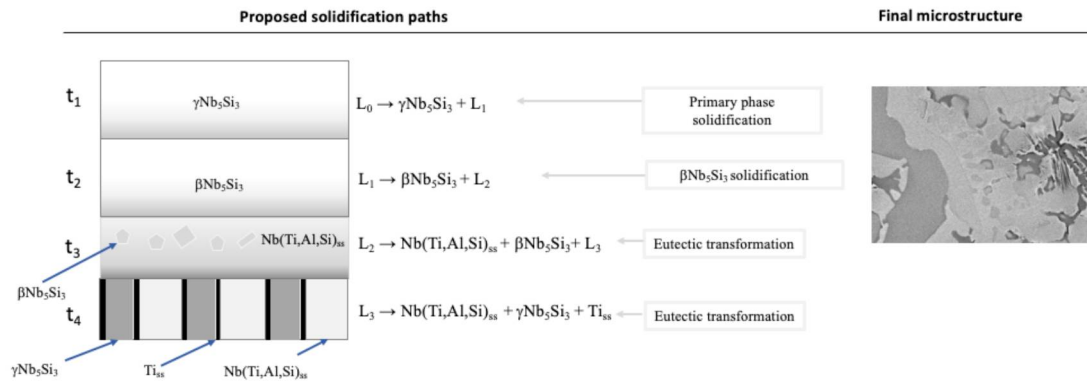 Proposed solidification paths
Final microstructure
t₁
γNb₅Si₃
L₀ → γNb₅Si₃ + L₁
Primary phase
solidification
t₂
βNb₅Si₃
L₁ → βNb₅Si₃ + L₂
βNb₅Si₃ solidification
t₃
Nb(Ti,Al,Si)ₛₛ
L₂ → Nb(Ti,Al,Si)ₛₛ + βNb₅Si₃+ L₃
Eutectic transformation
βNb₅Si₃
t₄
L₃ → Nb(Ti,Al,Si)ₛₛ + γNb₅Si₃ + Tiₛₛ
Eutectic transformation
γNb₅Si₃
Tiₛₛ
Nb(Ti,Al,Si)ₛₛ